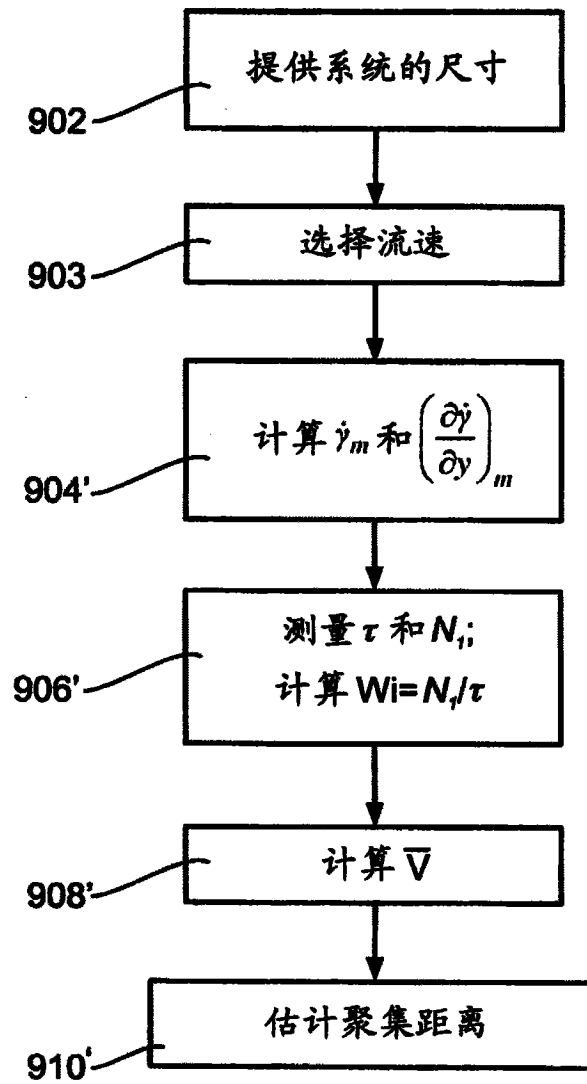 提供系统的尺寸
902
选择流速
903
计算 γ̇m 和 (∂γ̇/∂y)m
904'
测量 τ 和 N₁;
计算 Wi=N₁/τ
906'
计算 V̅
908'
估计聚集距离
910'